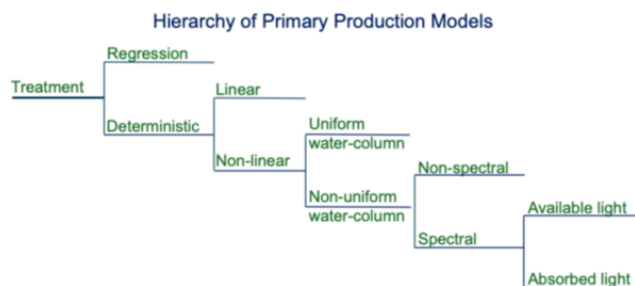 Hierarchy of Primary Production Models
Regression
Treatment
Linear
Deterministic
Uniform
water-column
Non-linear
Non-spectral
Non-uniform
water-column
Available light
Spectral
Absorbed light